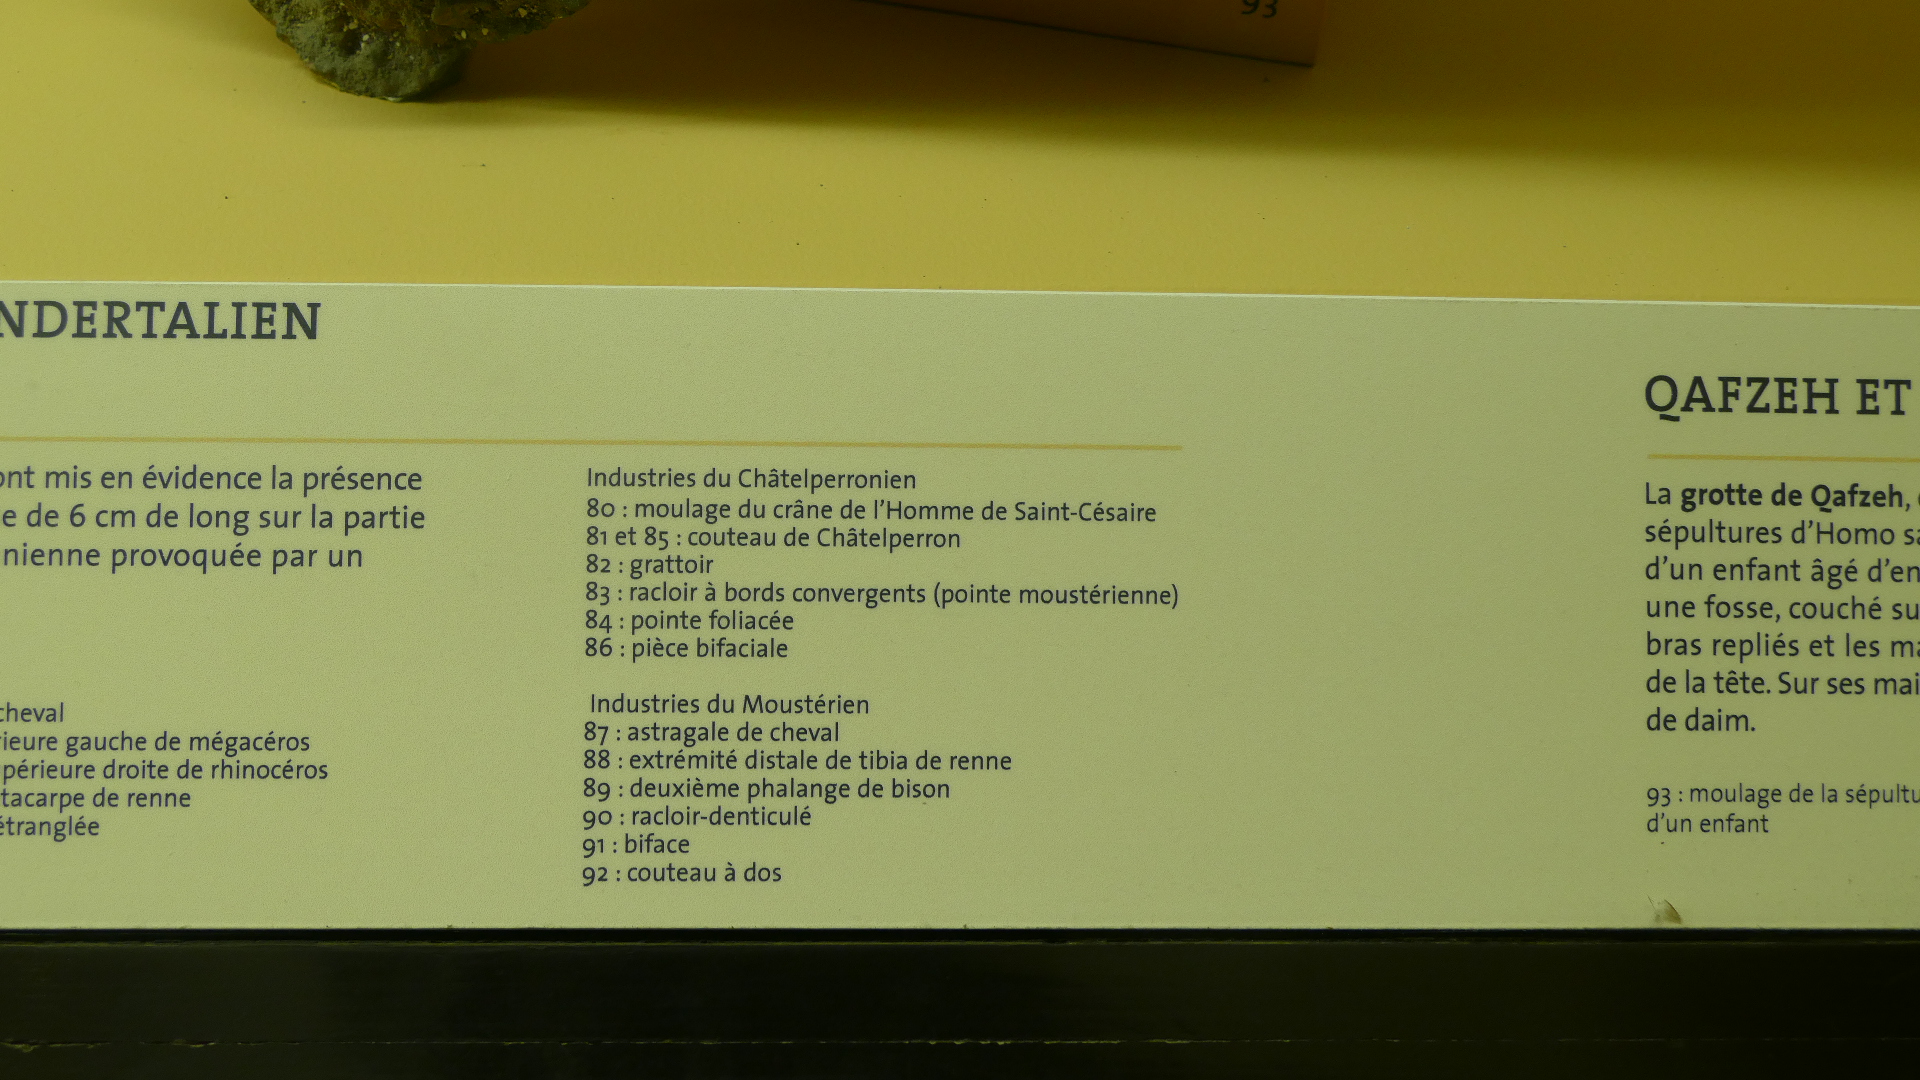 93
NDERTALIEN
ont mis en évidence la présence
e de 6 cm de long sur la partie
nienne provoquée par un
cheval
rieure gauche de mégacéros
périeure droite de rhinocéros
tacarpe de renne
étranglée
Industries du Châtelperronien
80 : moulage du crâne de l'Homme de Saint-Césaire
81 et 85 : couteau de Châtelperron
82 : grattoir
83 : racloir à bords convergents (pointe moustérienne)
84 : pointe foliacée
86 : pièce bifaciale
Industries du Moustérien
87 : astragale de cheval
88 : extrémité distale de tibia de renne
89 : deuxième phalange de bison
90 : racloir-denticulé
91 : biface
92 : couteau à dos
QAFZEH ET
La grotte de Qafzeh,
sépultures d'Homo sa
d'un enfant âgé d'en
une fosse, couché su
bras repliés et les ma
de la tête. Sur ses mai
de daim.
93 : moulage de la sépultu
d'un enfant